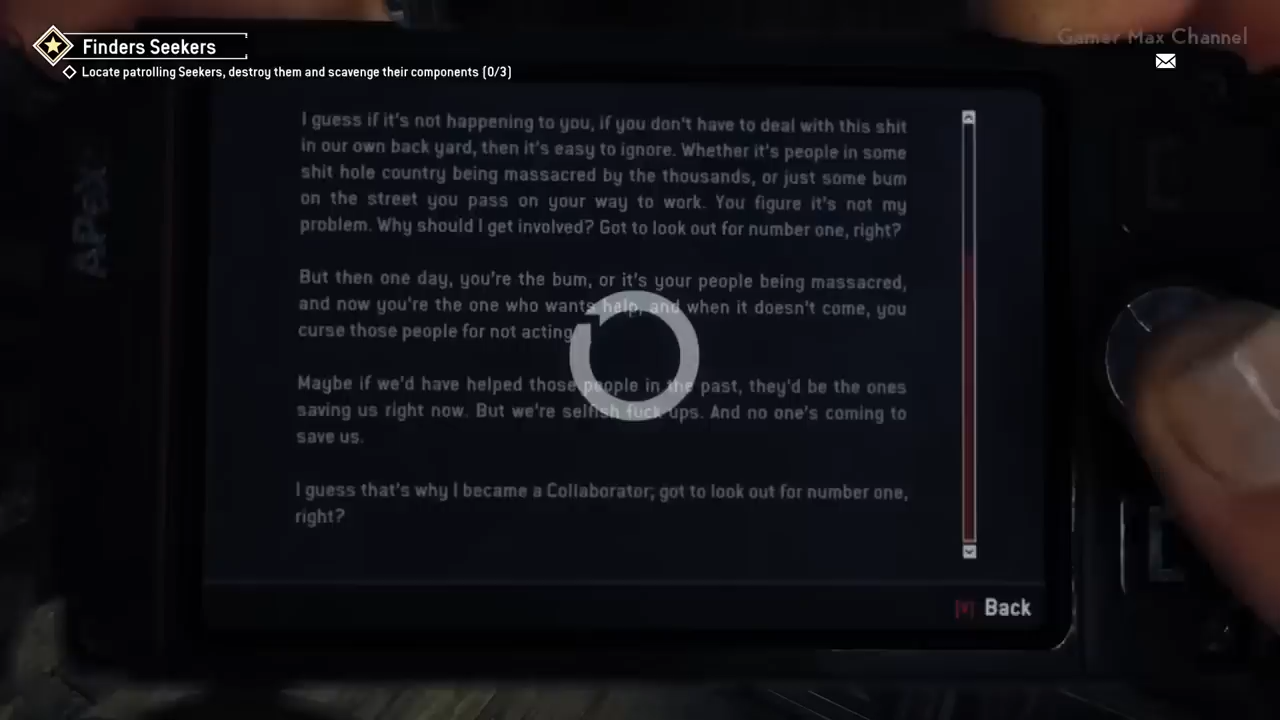 Finders Seekers
Gamer Max Channel
Locate patrolling Seekers, destroy them and scavenge their components (0/3)
APEX
I guess if it's not happening to you, if you don't have to deal with this shit
in our own back yard, then it's easy to ignore. Whether it's people in some
shit hole country being massacred by the thousands, or just some bum
on the street you pass on your way to work. You figure it's not my
problem. Why should I get involved? Got to look out for number one, right?
But then one day, you're the bum, or it's your people being massacred,
and now you're the one who wants help, and when it doesn't come, you
curse those people for not acting
Maybe if we'd have helped those people in the past, they'd be the ones
saving us right now. But we're selfish fuck ups. And no one's coming to
save us.
I guess that's why I became a Collaborator; got to look out for number one,
right?
Back